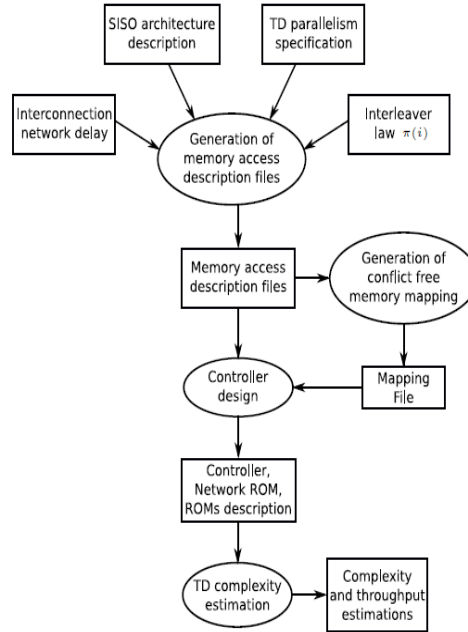 SISO architecture
description
TD parallelism
specification
Interconnection
network delay
Generation of
memory access
description files
Interleaver
law π(i)
Memory access
description files
Generation of
conflict free
memory mapping
Controller
design
Mapping
File
Controller,
Network ROM,
ROMs description
TD complexity
estimation
Complexity
and throughput
estimations